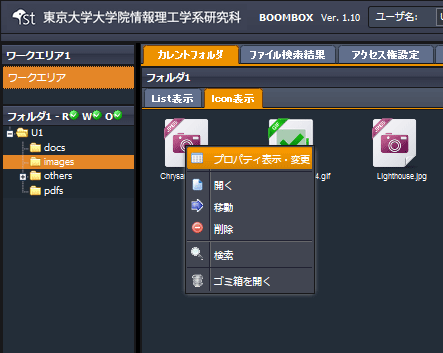 ist 東京大学大学院情報理工学系研究科 BOOMBOX Ver. 1.10 ユーザ名:
ワークエリア1
ワークエリア
フォルダ1 - R W O
U1
docs
images
others
pdfs
カレントフォルダ ファイル検索結果 アクセス権設定
フォルダ1
List表示 Icon表示
Chrysa 4.gif Lighthouse.jpg
プロパティ表示・変更
開く
移動
削除
検索
ゴミ箱を開く